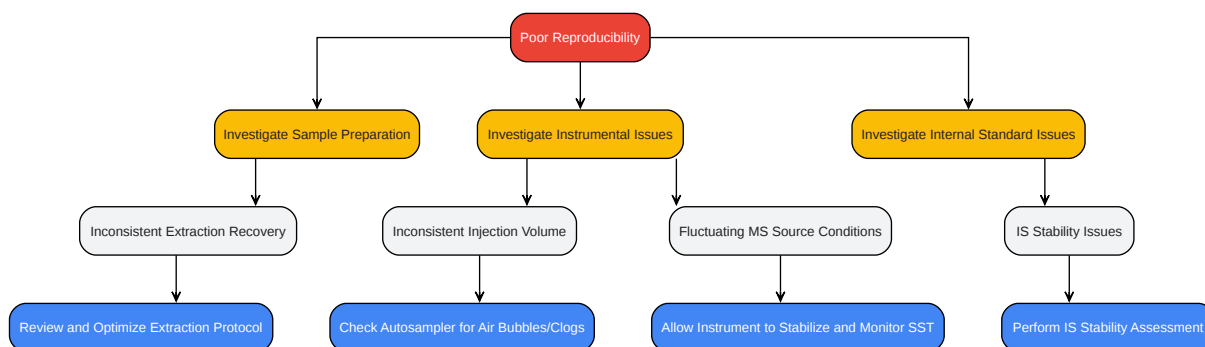 Poor Reproducibility
Investigate Sample Preparation
Investigate Instrumental Issues
Investigate Internal Standard Issues
Inconsistent Extraction Recovery
Inconsistent Injection Volume
Fluctuating MS Source Conditions
IS Stability Issues
Review and Optimize Extraction Protocol
Check Autosampler for Air Bubbles/Clogs
Allow Instrument to Stabilize and Monitor SST
Perform IS Stability Assessment